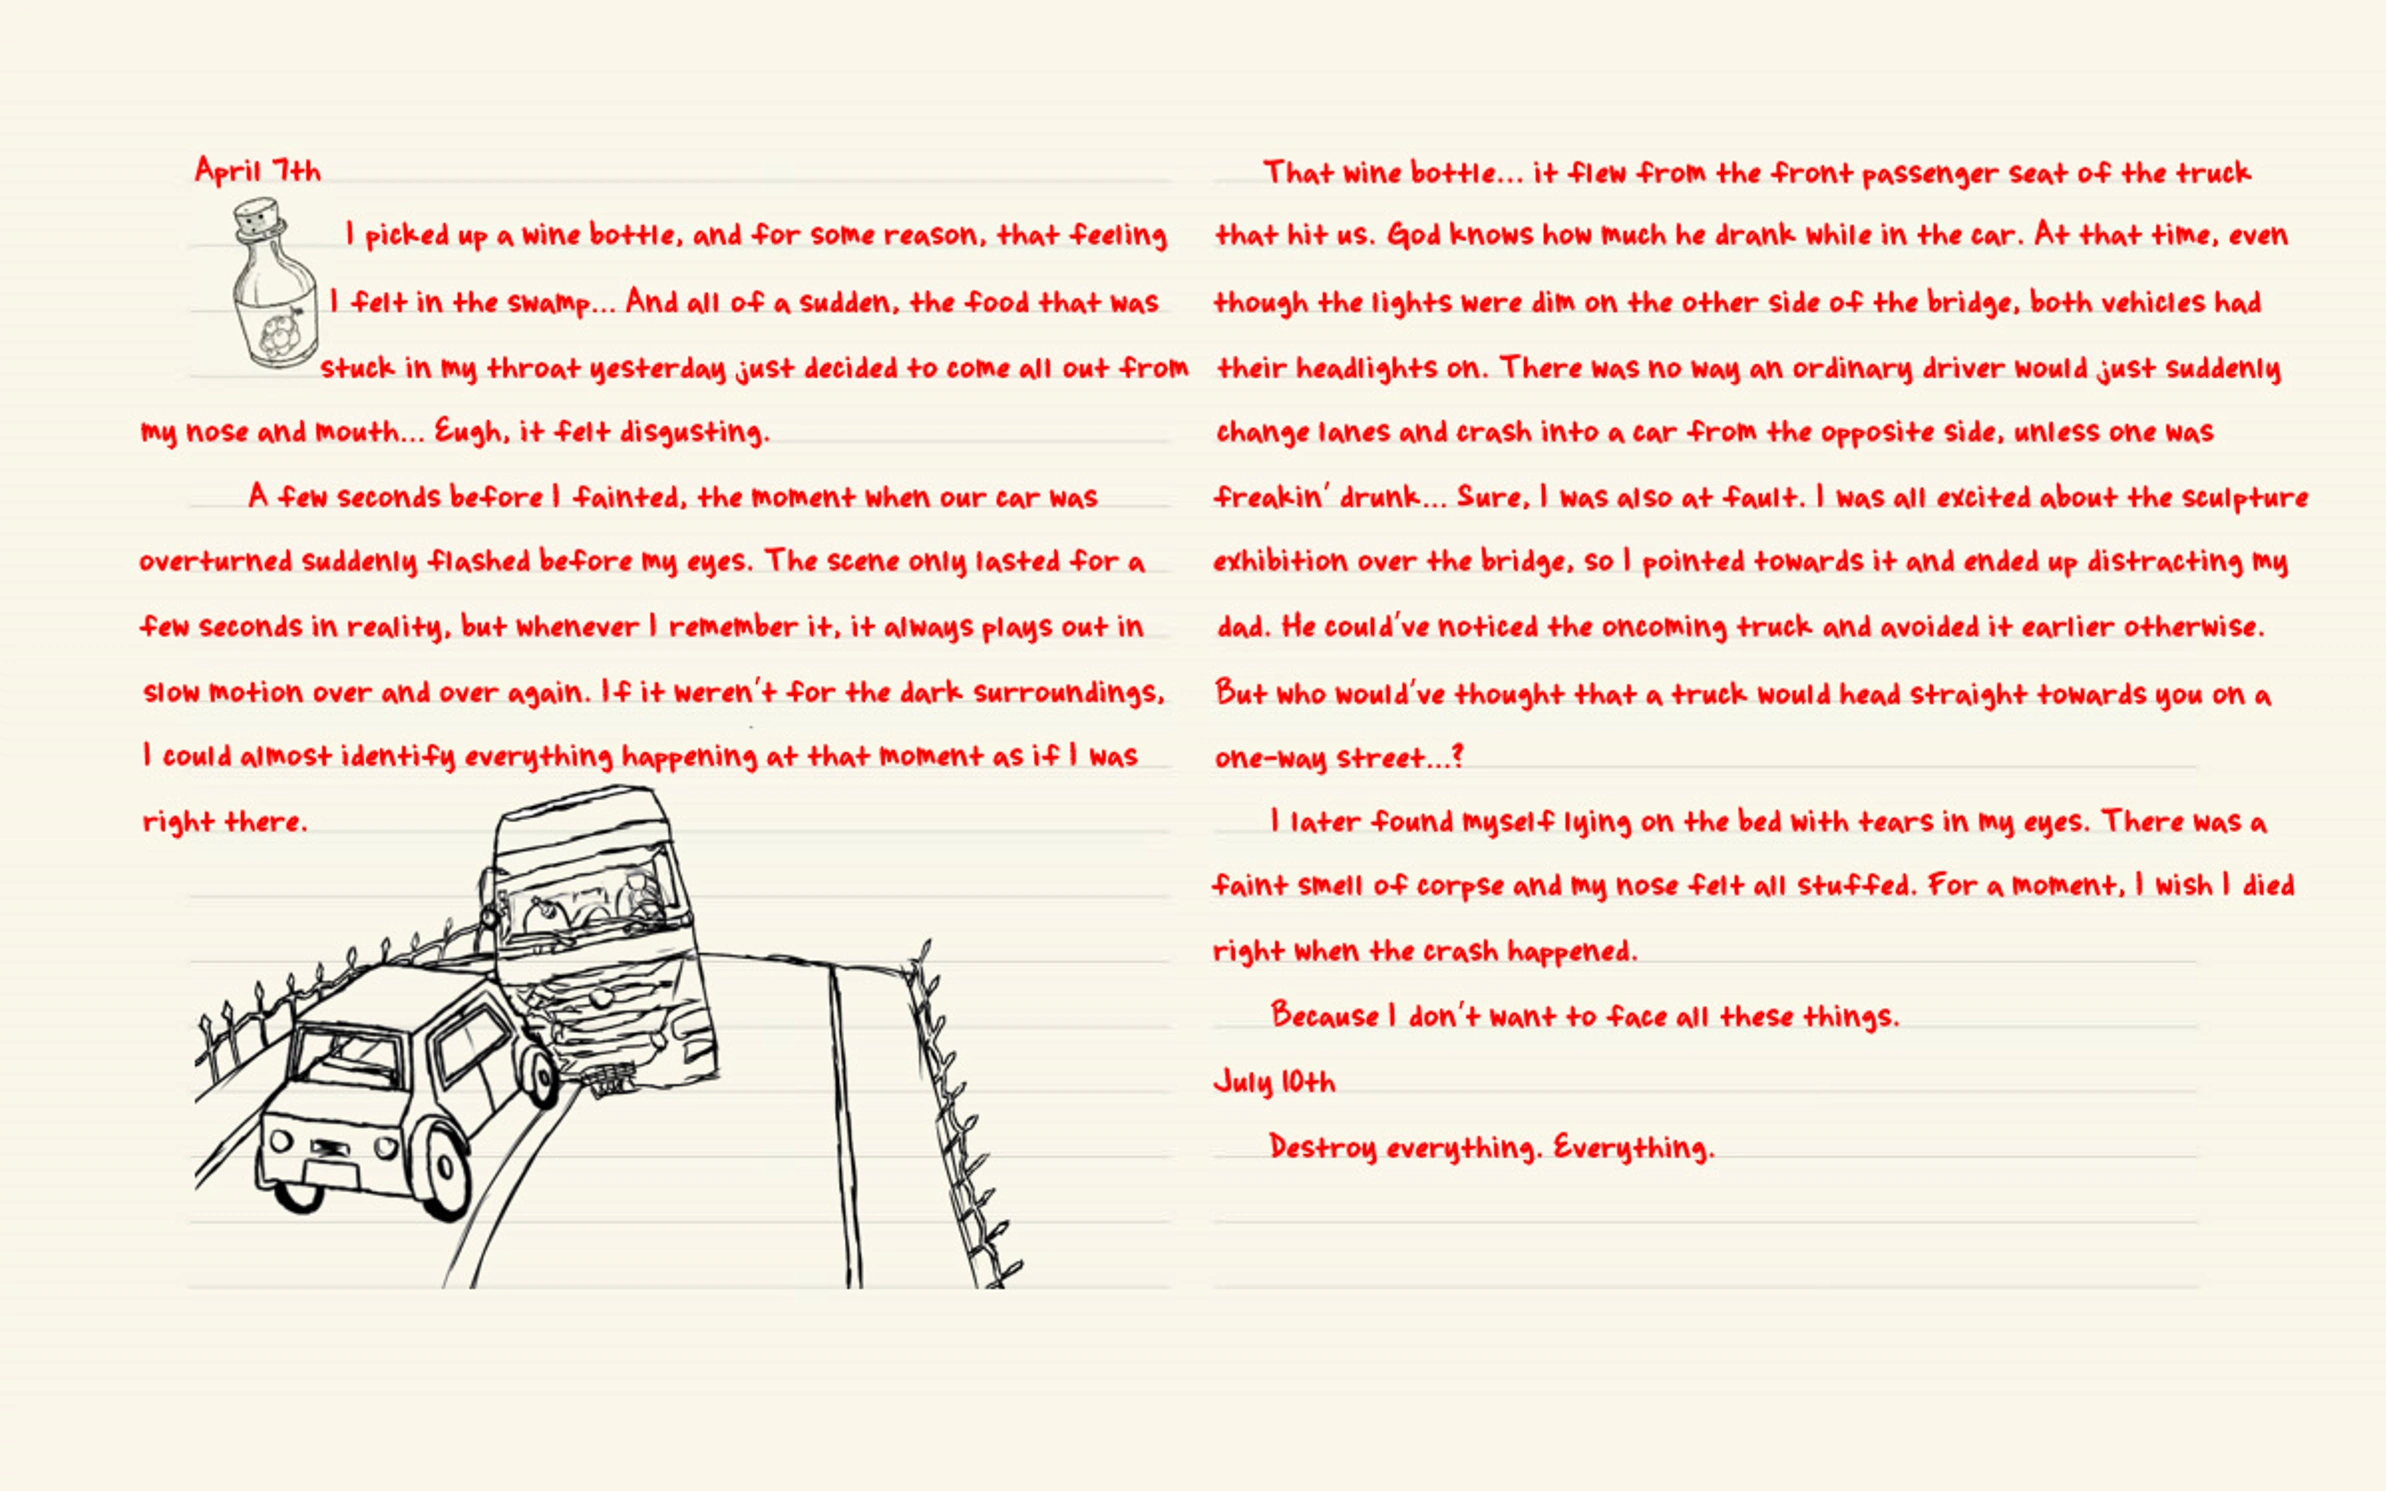 April 7th
I picked up a wine bottle, and for some reason, that feeling
I felt in the swamp... And all of a sudden, the food that was
stuck in my throat yesterday just decided to come all out from
my nose and mouth... Eugh, it felt disgusting.
A few seconds before I fainted, the moment when our car was
overturned suddenly flashed before my eyes. The scene only lasted for a
few seconds in reality, but whenever I remember it, it always plays out in
slow motion over and over again. If it weren't for the dark surroundings,
I could almost identify everything happening at that moment as if I was
right there.
That wine bottle... it flew from the front passenger seat of the truck
that hit us. God knows how much he drank while in the car. At that time, even
though the lights were dim on the other side of the bridge, both vehicles had
their headlights on. There was no way an ordinary driver would just suddenly
change lanes and crash into a car from the opposite side, unless one was
freakin' drunk... Sure, I was also at fault. I was all excited about the sculpture
exhibition over the bridge, so I pointed towards it and ended up distracting my
dad. He could've noticed the oncoming truck and avoided it earlier otherwise.
But who would've thought that a truck would head straight towards you on a
one-way street...?
I later found myself lying on the bed with tears in my eyes. There was a
faint smell of corpse and my nose felt all stuffed. For a moment, I wish I died
right when the crash happened.
Because I don't want to face all these things.
July 10th
Destroy everything. Everything.